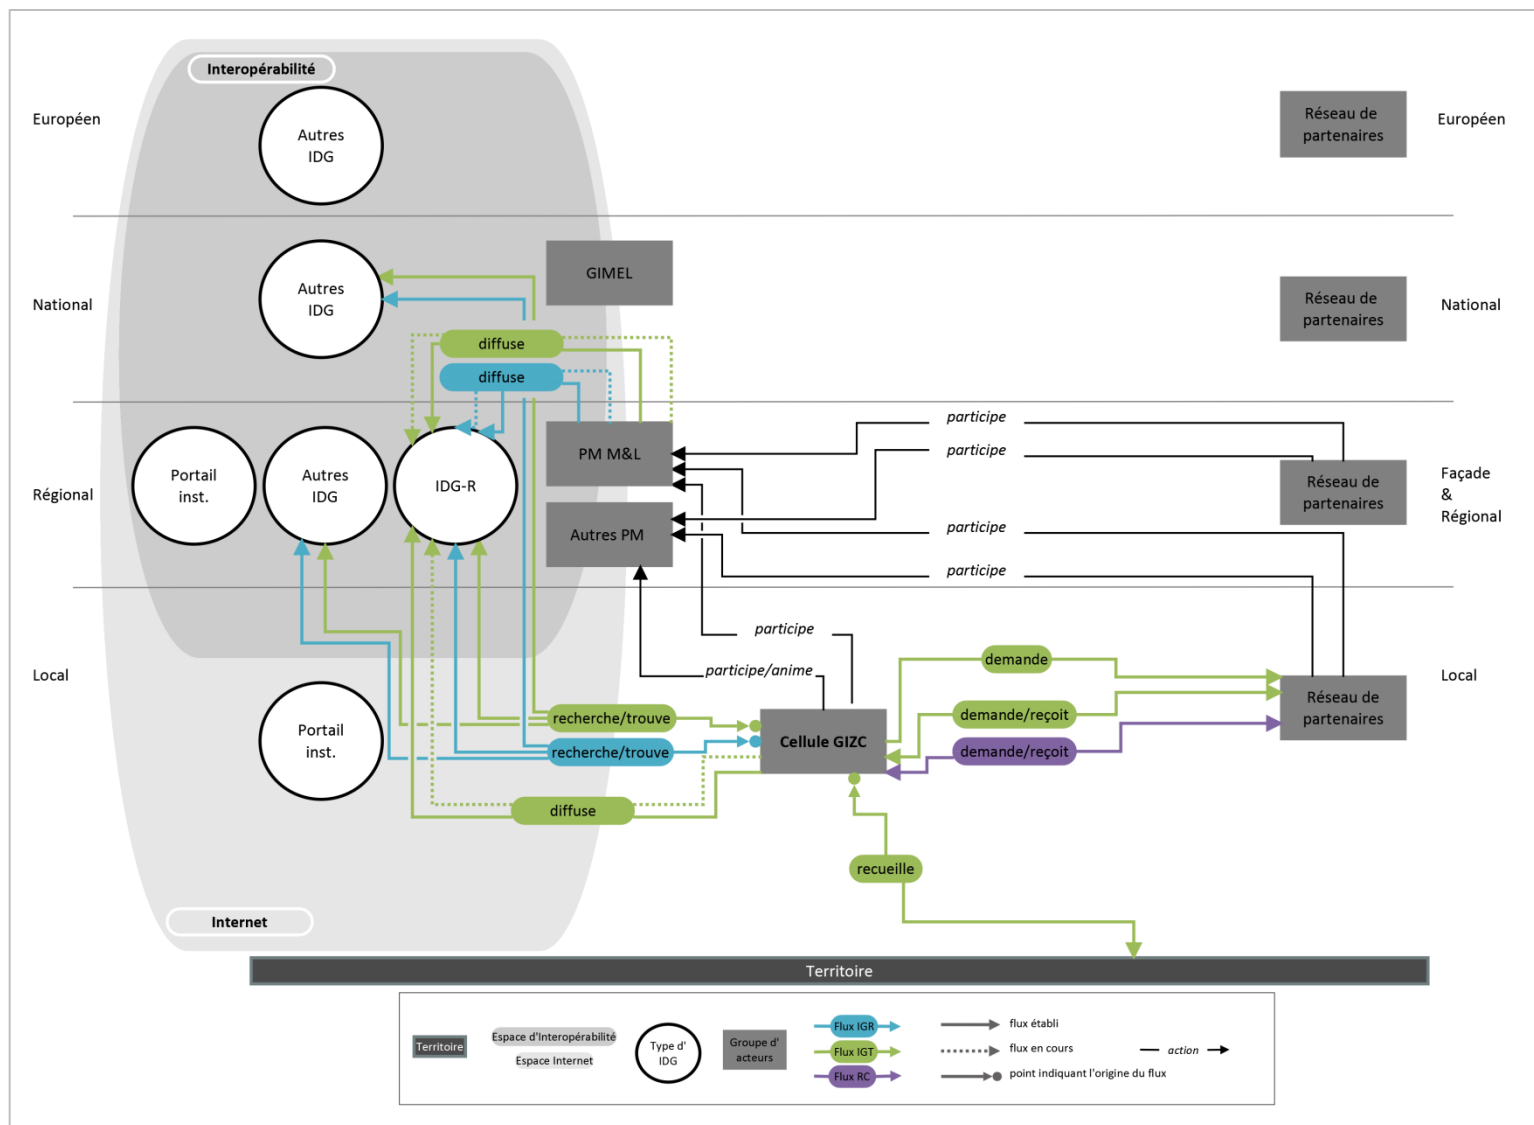 Interopérabilité
Européen
Autres
IDG
Réseau de
partenaires
Européen
National
Autres
IDG
GIMEL
Réseau de
partenaires
National
diffuse
diffuse
participe
participe
Régional
Portail
inst.
Autres
IDG
IDG-R
PM M&L
Autres PM
Réseau de
partenaires
Façade
&
Régional
participe
participe
participe
participe/anime
Local
Portail
inst.
recherche/trouve
recherche/trouve
diffuse
Cellule GIZC
demande
demande/reçoit
demande/reçoit
Réseau de
partenaires
Local
recueille
Internet
Territoire
Territoire
Espace d'Interopérabilité
Espace Internet
Type d'
IDG
Groupe d'
acteurs
Flux IGR
Flux IGT
Flux RC
flux établi
flux en cours
point indiquant l'origine du flux
action